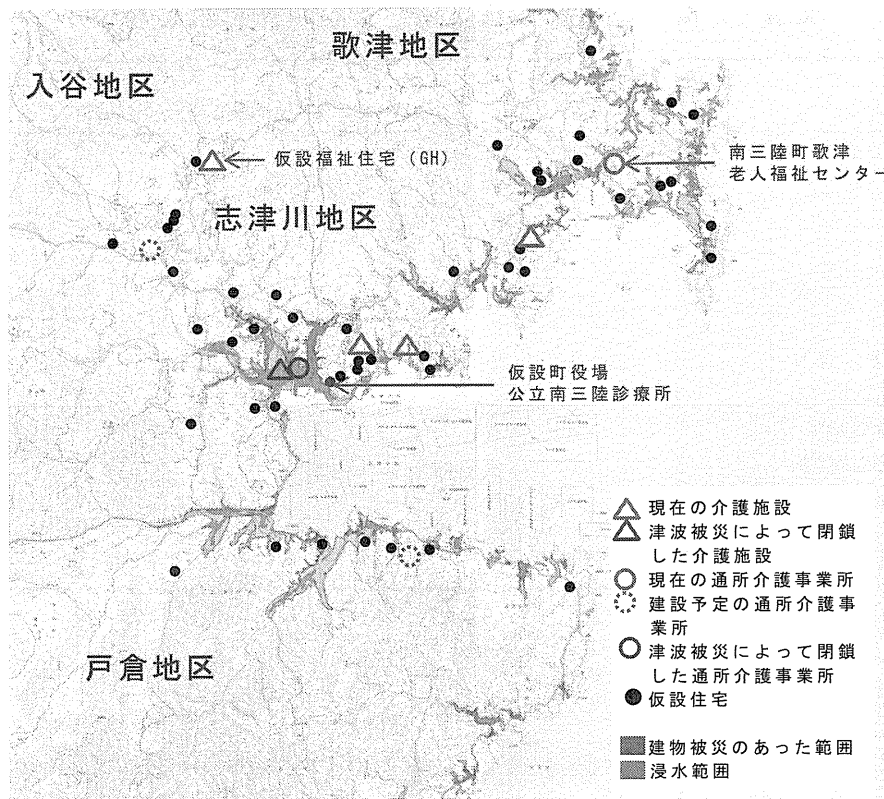 歌津地区
入谷地区
仮設福祉住宅（GH）
南三陸町歌津
老人福祉センター
志津川地区
仮設町役場
公立南三陸診療所
現在の介護施設
津波被災によって閉鎖
した介護施設
現在の通所介護事業所
建設予定の通所介護事
業所
津波被災によって閉鎖
した通所介護事業所
仮設住宅
建物被災のあった範囲
浸水範囲
戸倉地区